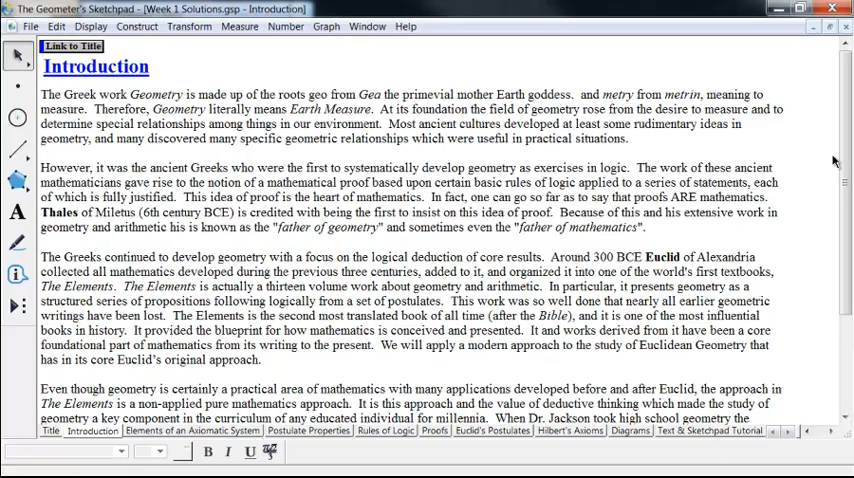 The Geometer's Sketchpad - [Week 1 Solutions.gsp - Introduction]
File Edit Display Construct Transform Measure Number Graph Window Help
Link to Title
Introduction
The Greek work Geometry is made up of the roots geo from Gea the primevial mother Earth goddess. and metry from metrin, meaning to
measure. Therefore, Geometry literally means Earth Measure. At its foundation the field of geometry rose from the desire to measure and to
determine special relationships among things in our environment. Most ancient cultures developed at least some rudimentary ideas in
geometry, and many discovered many specific geometric relationships which were useful in practical situations.
However, it was the ancient Greeks who were the first to systematically develop geometry as exercises in logic. The work of these ancient
mathematicians gave rise to the notion of a mathematical proof based upon certain basic rules of logic applied to a series of statements, each
of which is fully justified. This idea of proof is the heart of mathematics. In fact, one can go so far as to say that proofs ARE mathematics.
Thales of Miletus (6th century BCE) is credited with being the first to insist on this idea of proof. Because of this and his extensive work in
geometry and arithmetic his is known as the "father of geometry" and sometimes even the "father of mathematics".
The Greeks continued to develop geometry with a focus on the logical deduction of core results. Around 300 BCE Euclid of Alexandria
collected all mathematics developed during the previous three centuries, added to it, and organized it into one of the world's first textbooks,
The Elements. The Elements is actually a thirteen volume work about geometry and arithmetic. In particular, it presents geometry as a
structured series of propositions following logically from a set of postulates. This work was so well done that nearly all earlier geometric
writings have been lost. The Elements is the second most translated book of all time (after the Bible), and it is one of the most influential
books in history. It provided the blueprint for how mathematics is conceived and presented. It and works derived from it have been a core
foundational part of mathematics from its writing to the present. We will apply a modern approach to the study of Euclidean Geometry that
has in its core Euclid's original approach.
Even though geometry is certainly a practical area of mathematics with many applications developed before and after Euclid, the approach in
The Elements is a non-applied pure mathematics approach. It is this approach and the value of deductive thinking which made the study of
geometry a key component in the curriculum of any educated individual for millennia. When Dr. Jackson took high school geometry the
Title Introduction Elements of an Axiomatic System Postulate Properties Rules of Logic Proofs Euclid's Postulates Hilbert's Axioms Diagrams Text & Sketchpad Tutorial
A
B I U